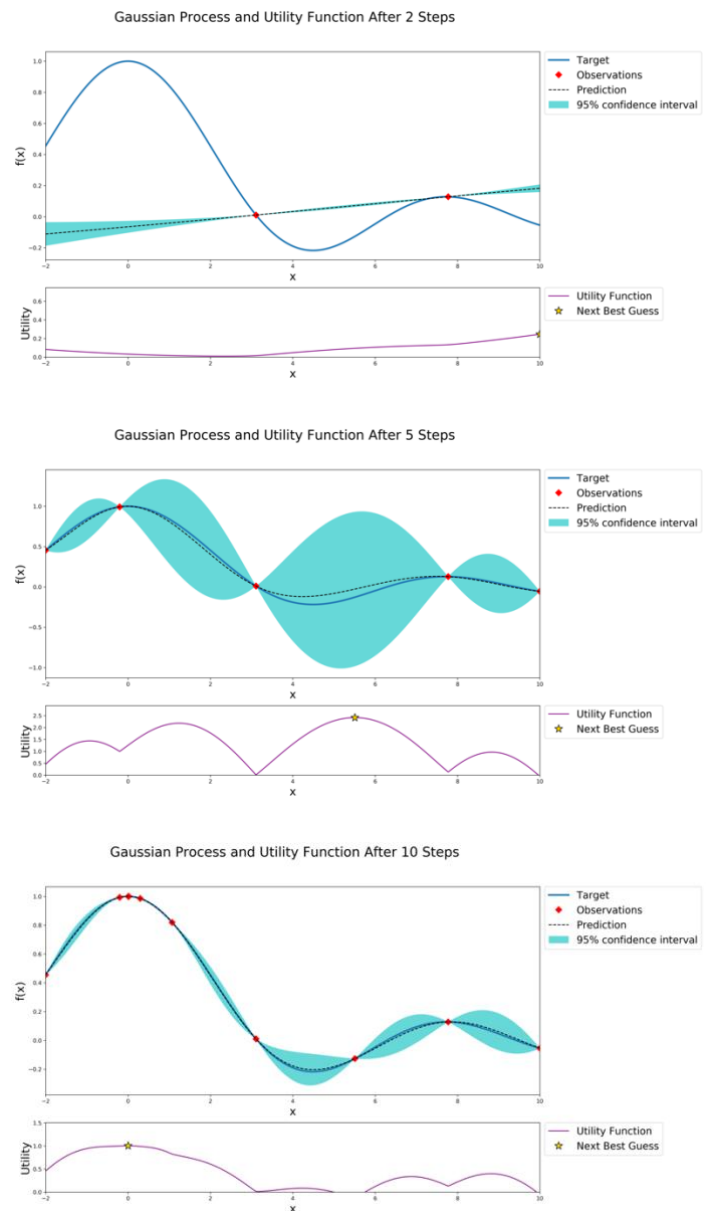 Gaussian Process and Utility Function After 2 Steps
1.0
0.8
0.6
0.4
0.2
0.0
−0.2
f(x)
−2 0 2 4 6 8 10
x
Target
Observations
Prediction
95% confidence interval
0.6
0.4
0.2
0.0
Utility
−2 0 2 4 6 8 10
x
Utility Function
Next Best Guess
Gaussian Process and Utility Function After 5 Steps
1.0
0.5
0.0
−0.5
−1.0
f(x)
−2 0 2 4 6 8 10
x
Target
Observations
Prediction
95% confidence interval
2.5
2.0
1.5
1.0
0.5
0.0
Utility
−2 0 2 4 6 8 10
x
Utility Function
Next Best Guess
Gaussian Process and Utility Function After 10 Steps
1.0
0.8
0.6
0.4
0.2
0.0
−0.2
f(x)
−2 0 2 4 6 8 10
x
Target
Observations
Prediction
95% confidence interval
1.5
1.0
0.5
0.0
Utility
−2 0 2 4 6 8 10
x
Utility Function
Next Best Guess